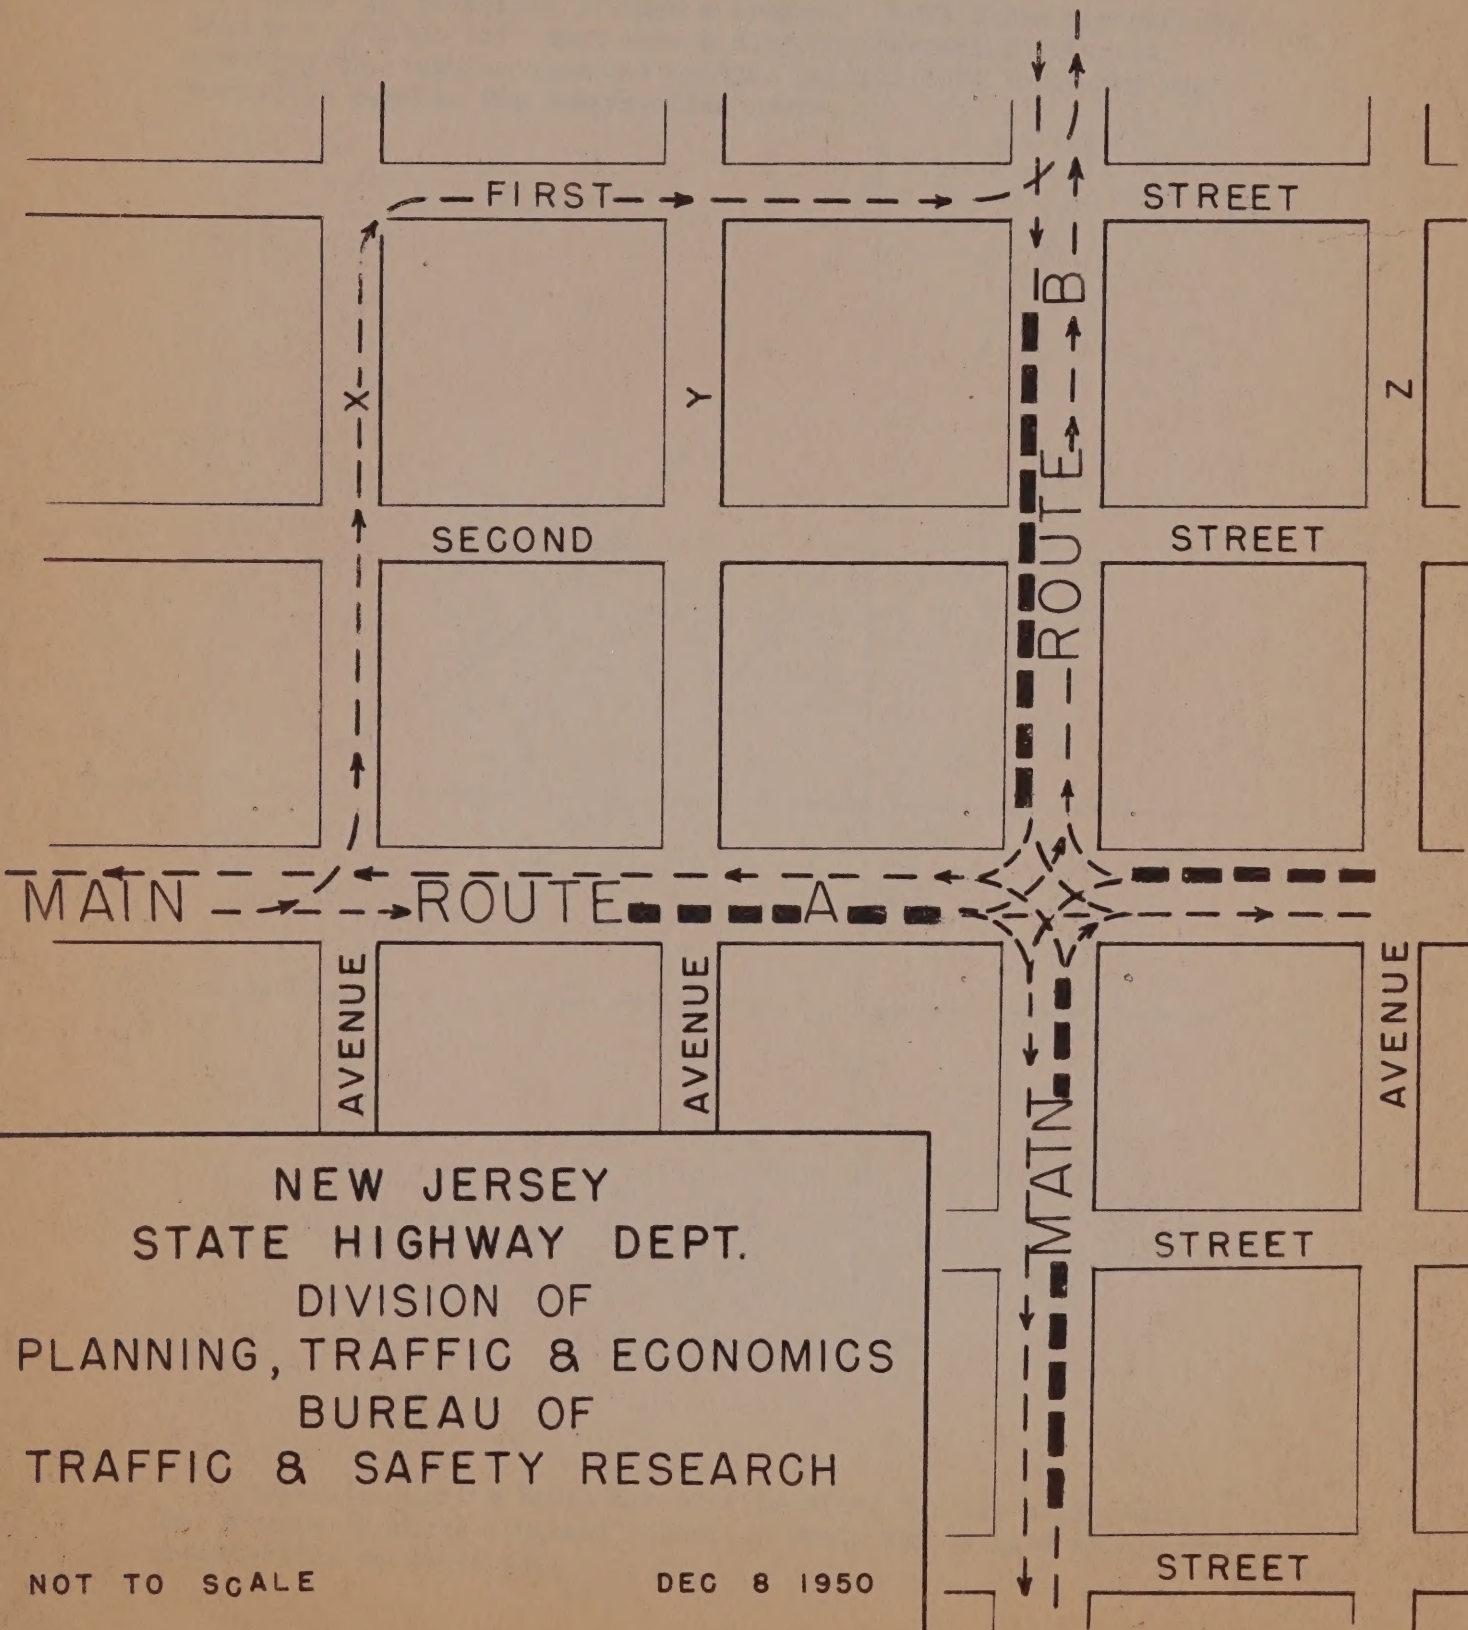 FIRST STREET
B
X Y Z
ROUTE
SECOND STREET
MAIN ROUTE A
AVENUE AVENUE AVENUE
MAIN
STREET
STREET
NEW JERSEY
STATE HIGHWAY DEPT.
DIVISION OF
PLANNING, TRAFFIC & ECONOMICS
BUREAU OF
TRAFFIC & SAFETY RESEARCH
NOT TO SCALE DEC 8 1950